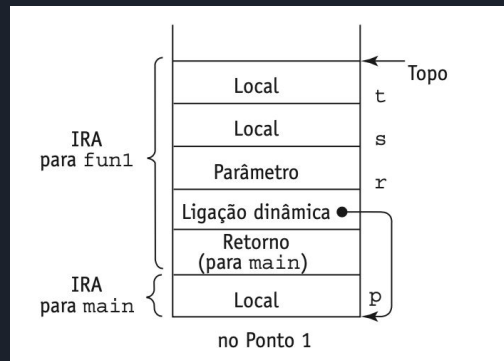 Topo
Local
t
Local
s
IRA
para fun1
Parâmetro
r
Ligação dinâmica
Retorno
(para main)
IRA
para main
Local
p
no Ponto 1